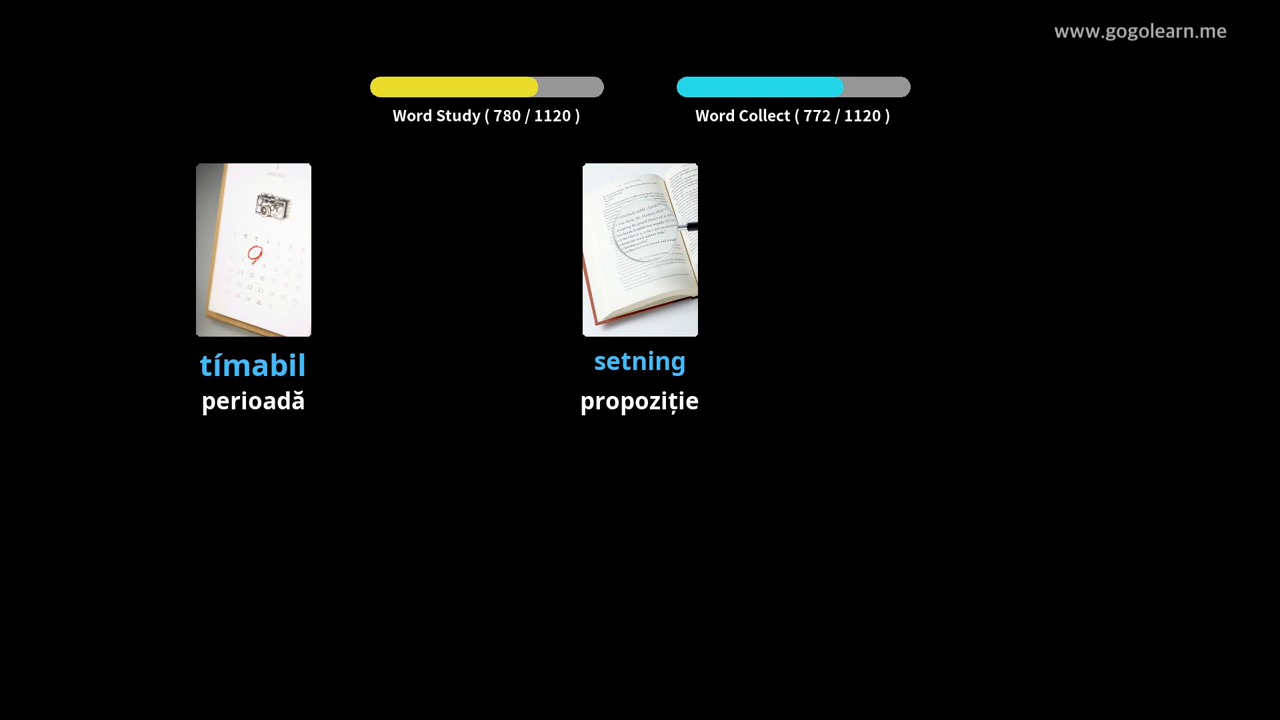 www.gogolearn.me
Word Study ( 780 / 1120 )
Word Collect ( 772 / 1120 )
tímabil
perioadă
setning
propoziție